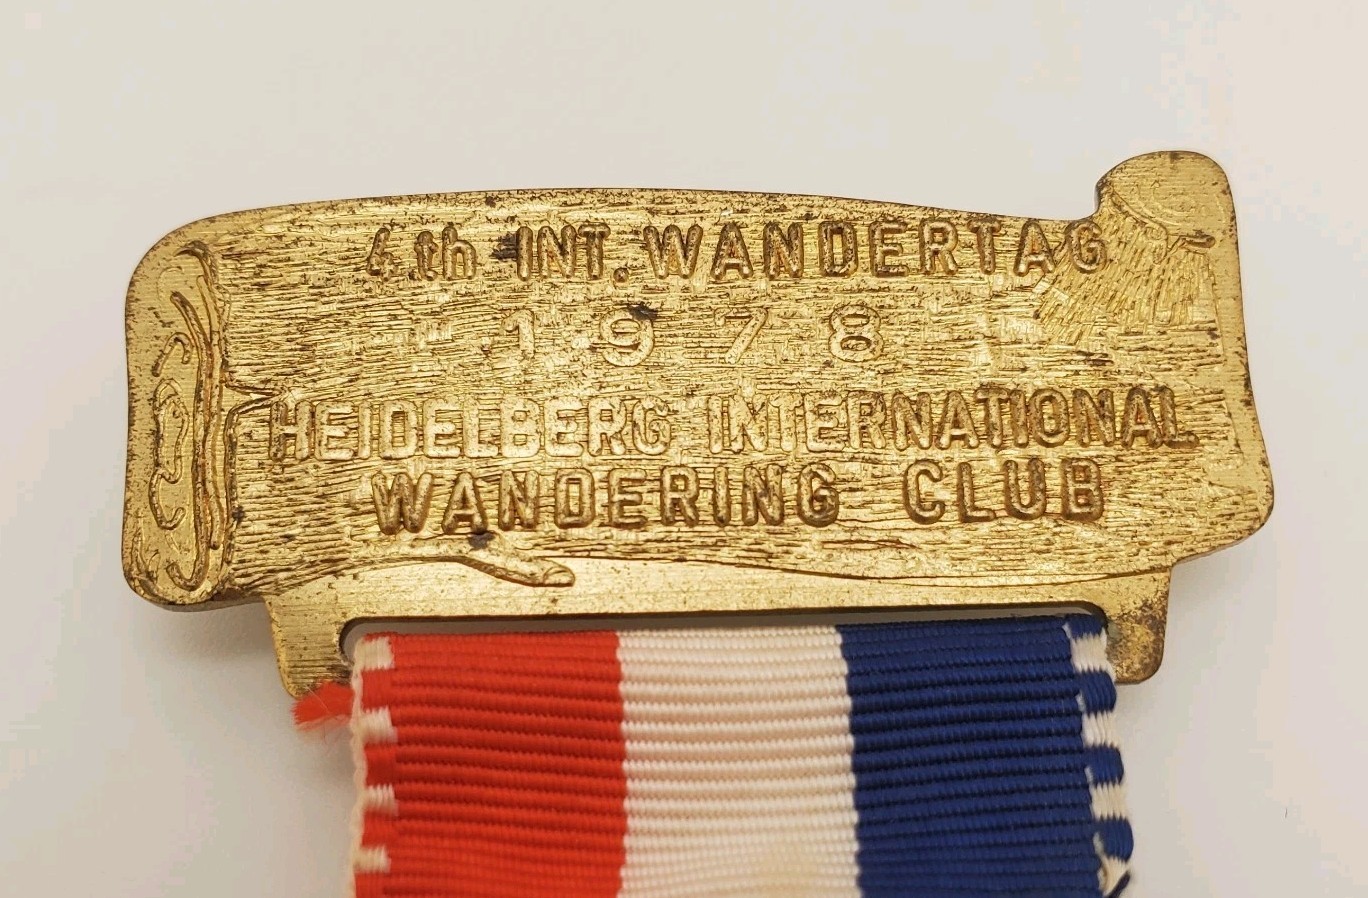 4th INT. WANDERTAG
1978
HEIDELBERG INTERNATIONAL
WANDERING CLUB